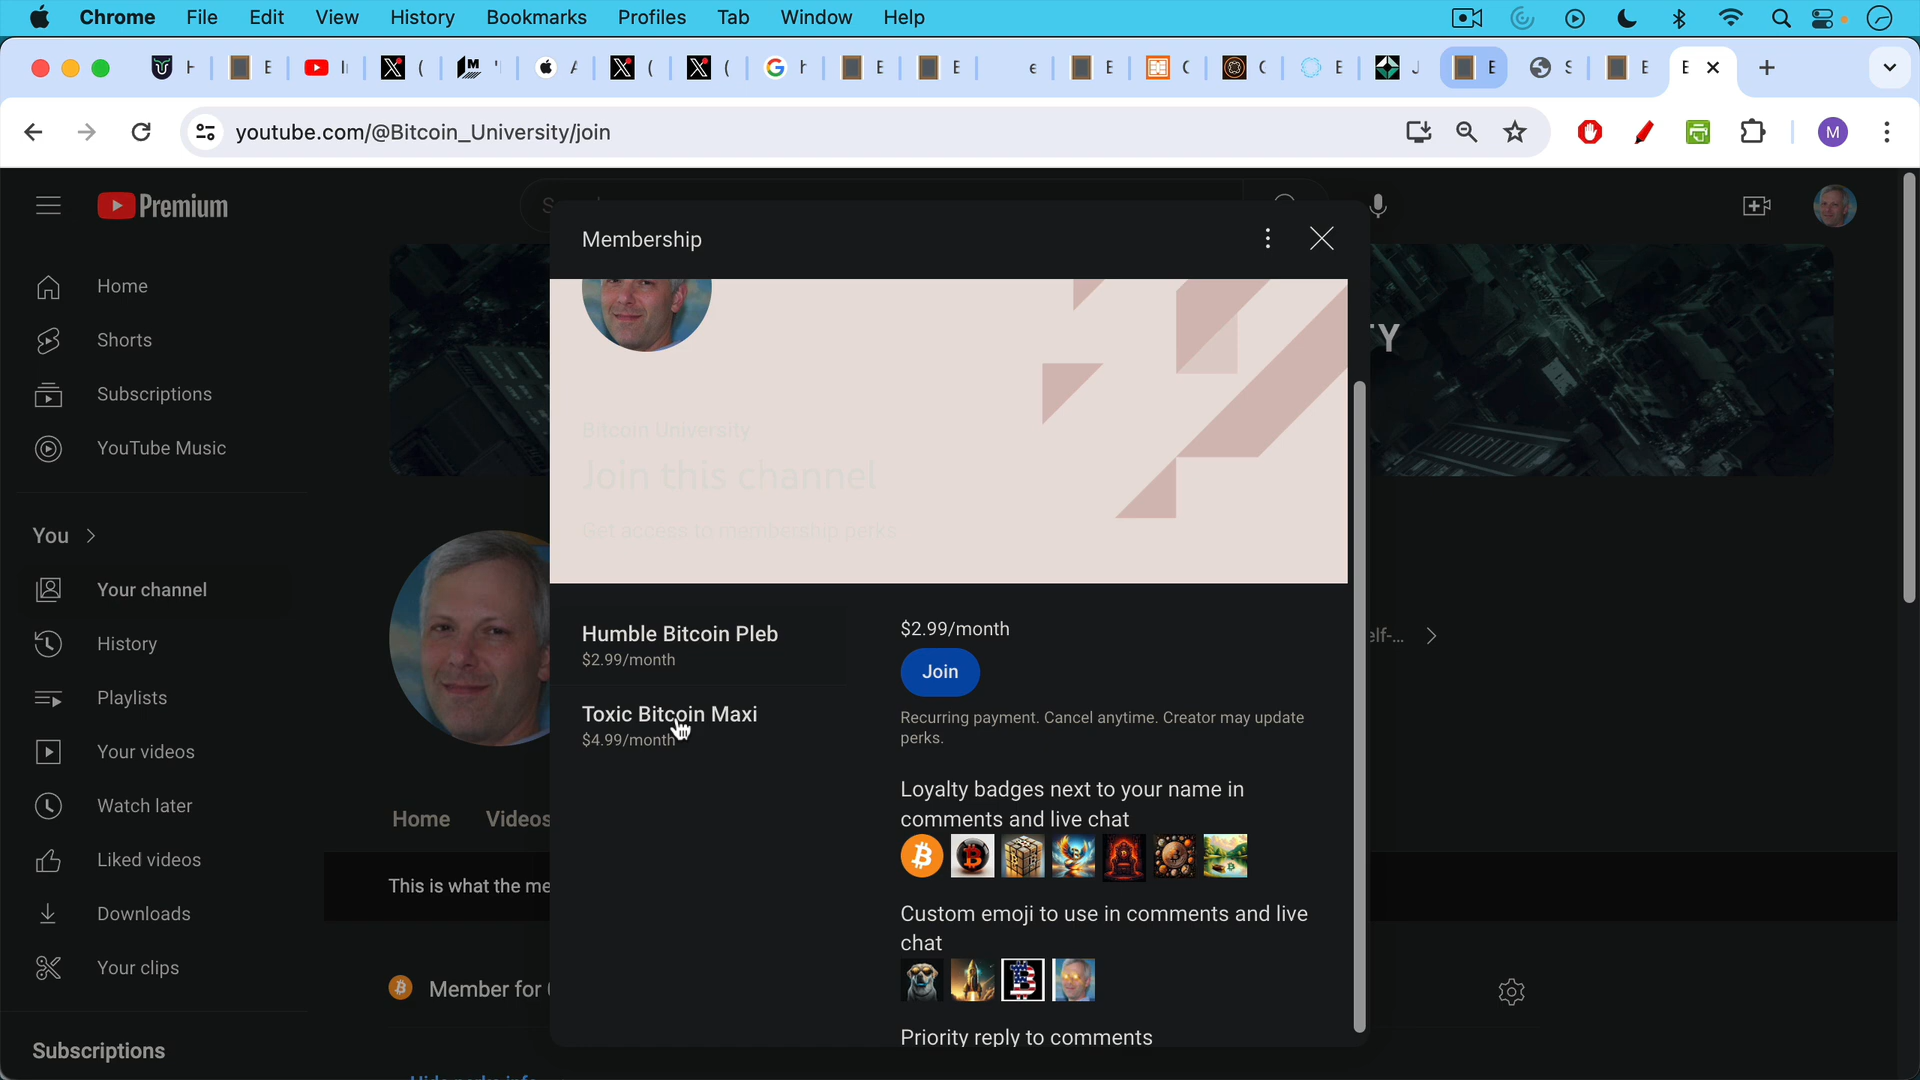 Chrome File Edit View History Bookmarks Profiles Tab Window Help
youtube.com/@Bitcoin_University/join
M
Premium
Membership
Home
Shorts
Subscriptions
YouTube Music
You
Your channel
History
Playlists
Your videos
Watch later
Liked videos
Downloads
Your clips
Subscriptions
Y
Bitcoin University
Join this channel
Get access to membership perks
Humble Bitcoin Pleb
$2.99/month
Toxic Bitcoin Maxi
$4.99/month
$2.99/month
Join
Recurring payment. Cancel anytime. Creator may update
perks.
Loyalty badges next to your name in
comments and live chat
Custom emoji to use in comments and live
chat
Priority reply to comments
elf-...
Home Videos
This is what the me
Member for